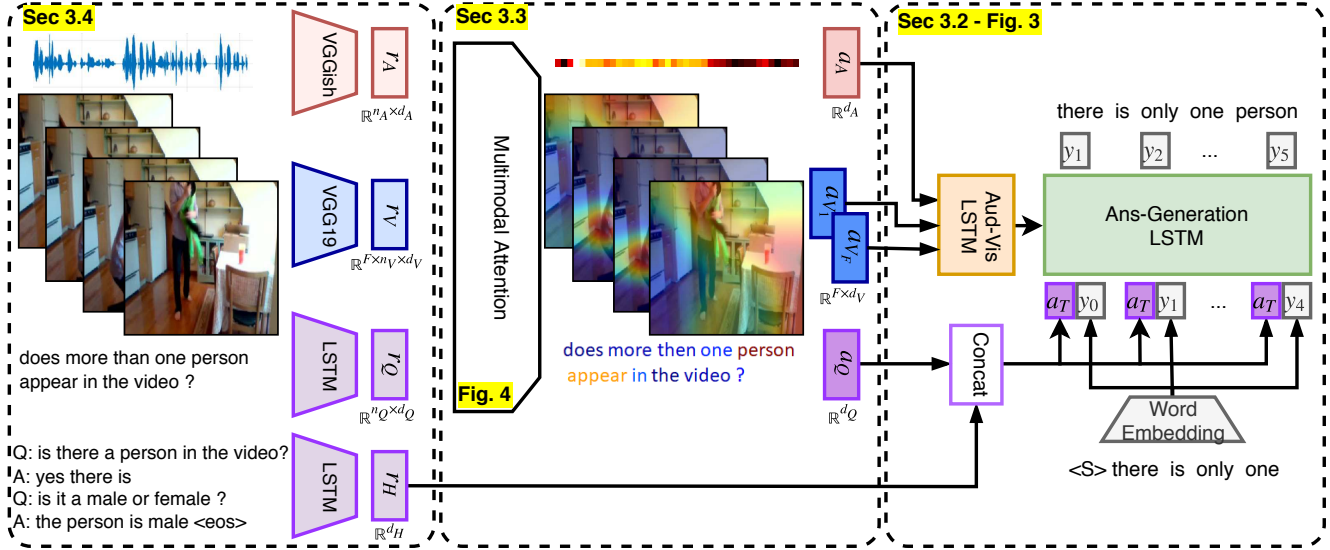 Sec 3.4
VGGish
r_A
ℝ^{n_A×d_A}
VGG19
r_V
ℝ^{F×n_V×d_V}
does more than one person
appear in the video ?
LSTM
r_Q
ℝ^{n_Q×d_Q}
Q: is there a person in the video?
A: yes there is
Q: is it a male or female ?
A: the person is male <eos>
LSTM
r_H
ℝ^{d_H}
Sec 3.3
Multimodal Attention
Fig. 4
a_A
ℝ^{d_A}
a_{V_1}
a_{V_F}
ℝ^{F×d_V}
does more then one person
appear in the video ?
a_Q
ℝ^{d_Q}
Sec 3.2 - Fig. 3
there is only one person
y_1 y_2 ... y_5
Aud-Vis
LSTM
Ans-Generation
LSTM
a_T y_0 a_T y_1 ... a_T y_4
Concat
Word
Embedding
<S> there is only one